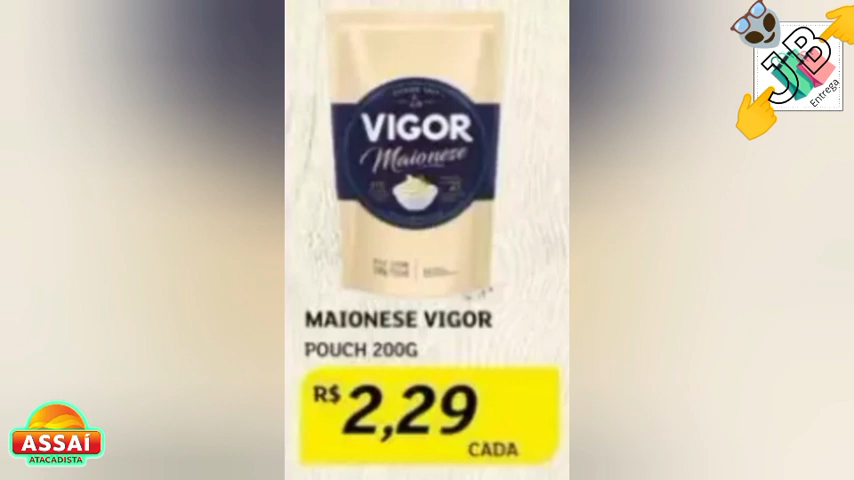 JB
Entrega
VIGOR
Maionese
MAIONESE VIGOR
POUCH 200G
R$ 2,29
CADA
ASSAÍ
ATACADISTA